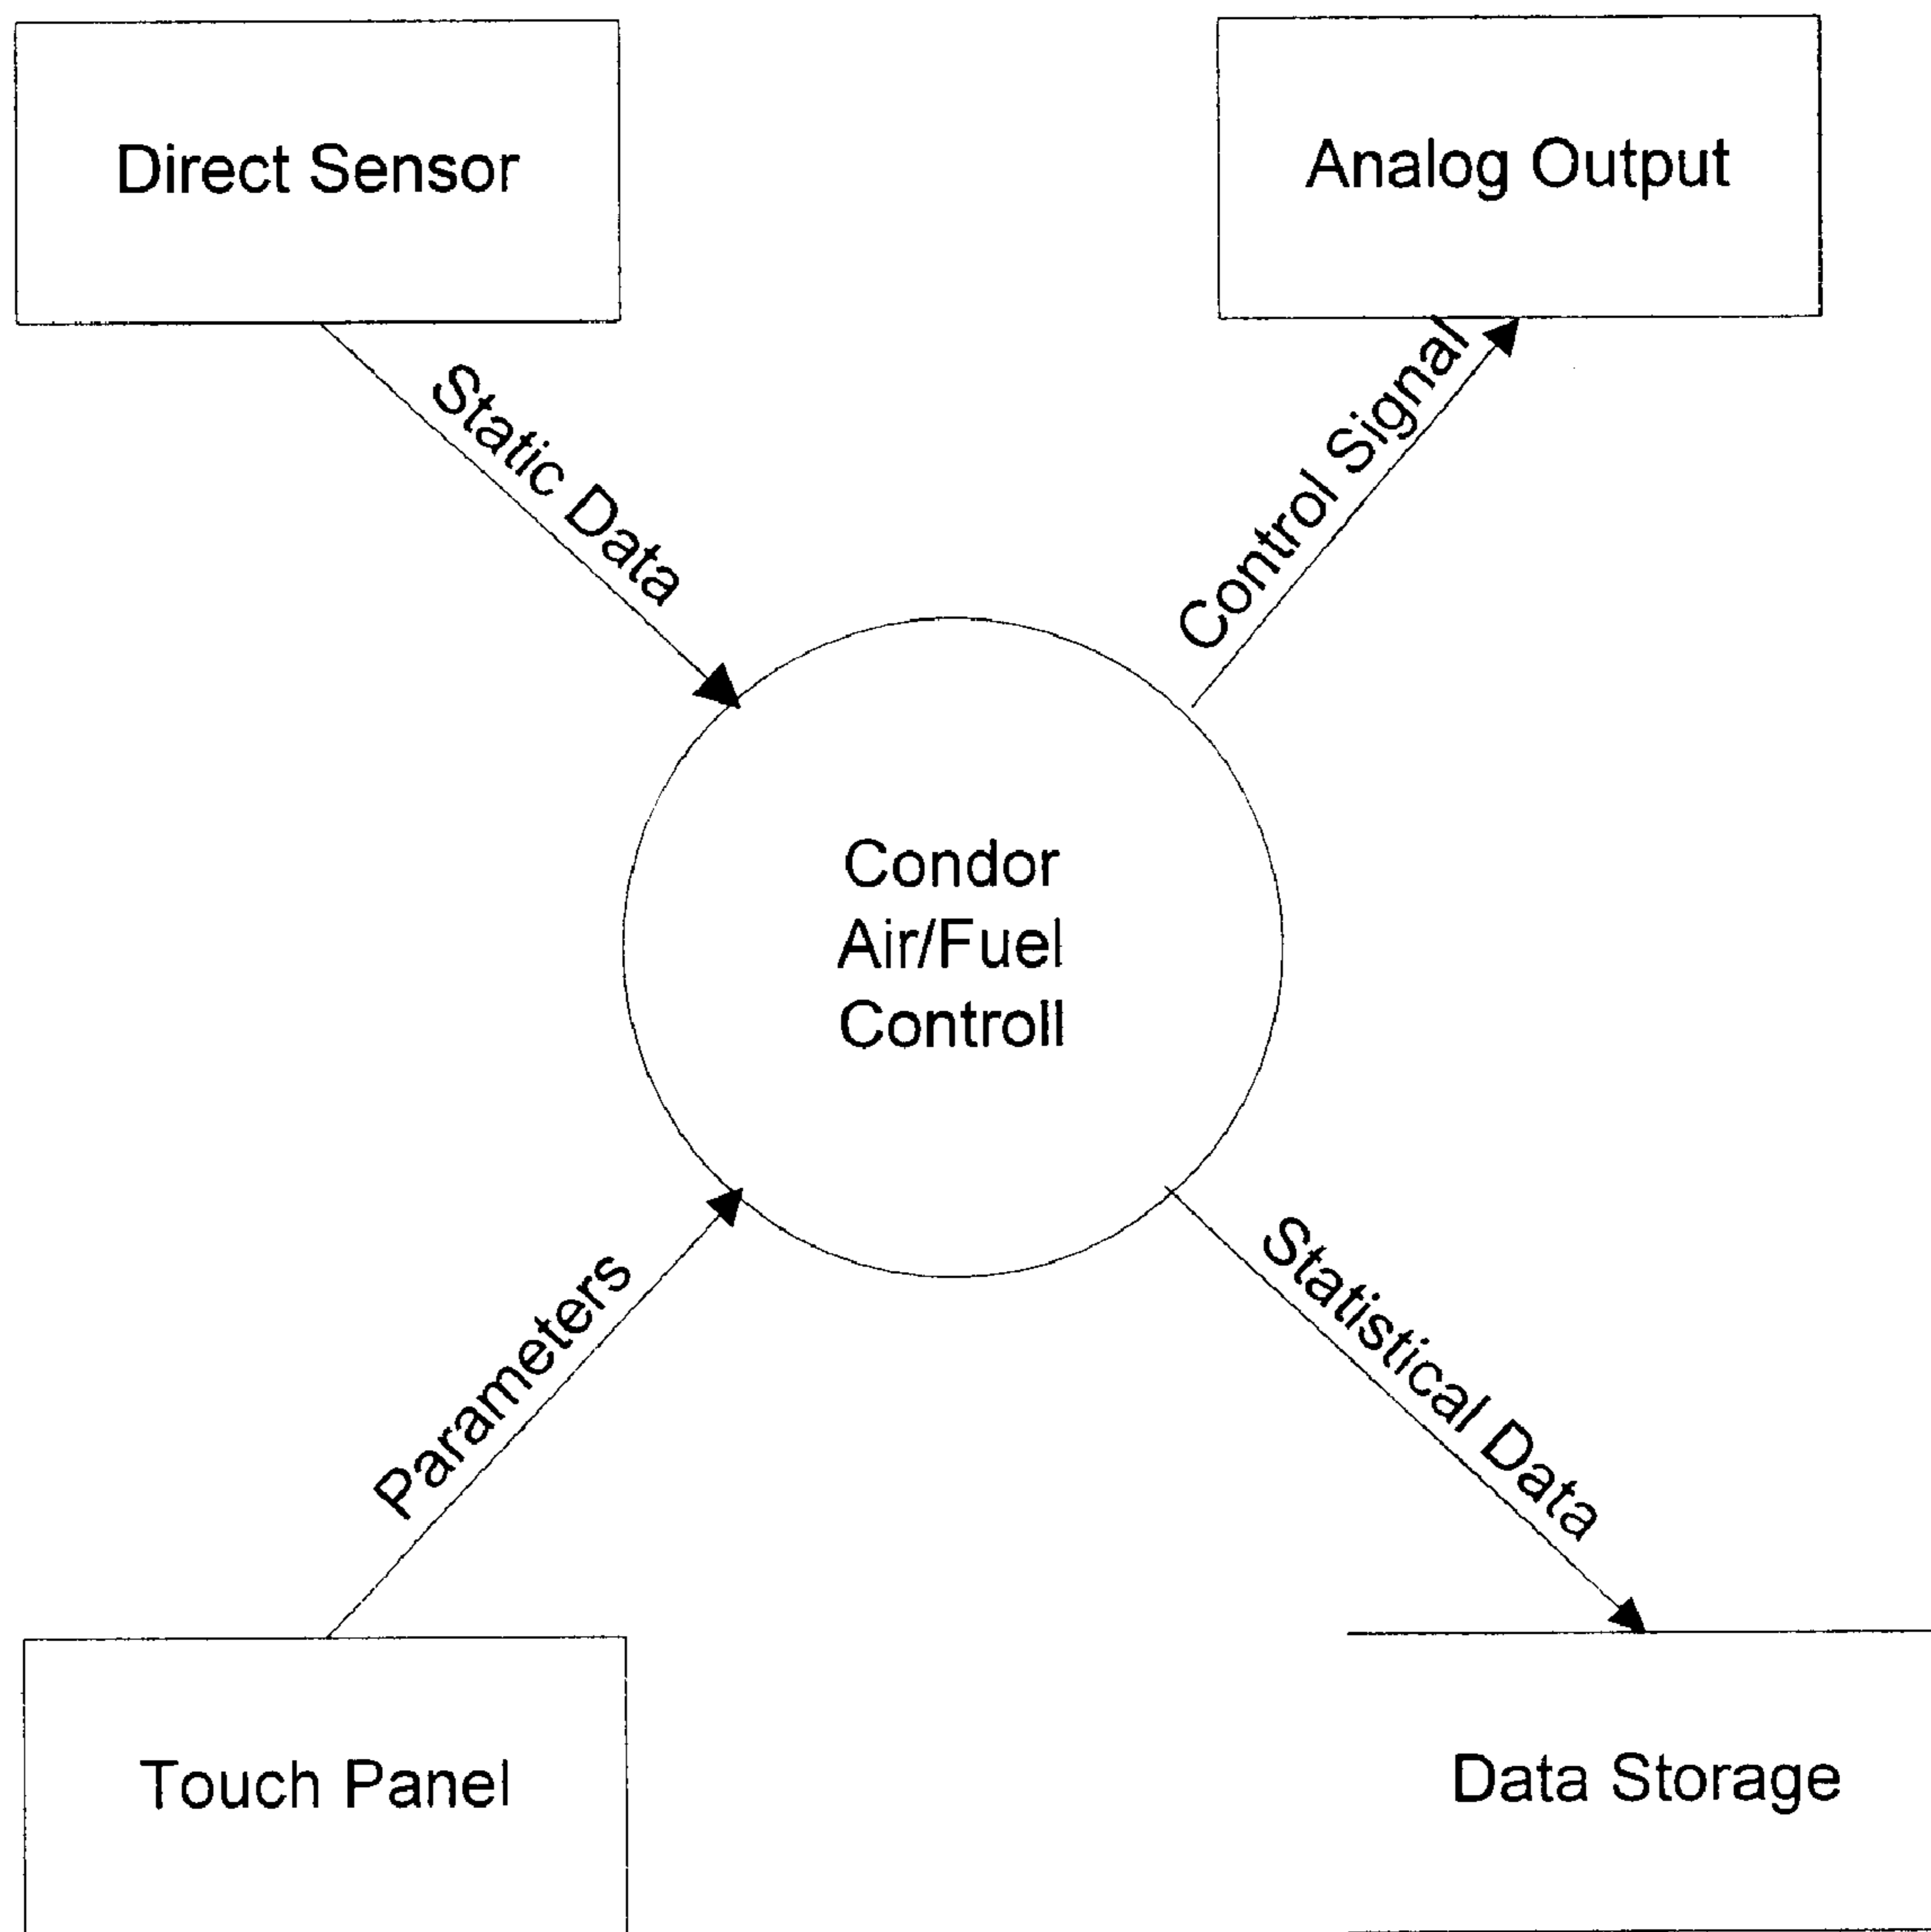 Direct Sensor
Analog Output
Static Data
Control Signal
Condor
Air/Fuel
Controll
Parameters
Statistical Data
Touch Panel
Data Storage